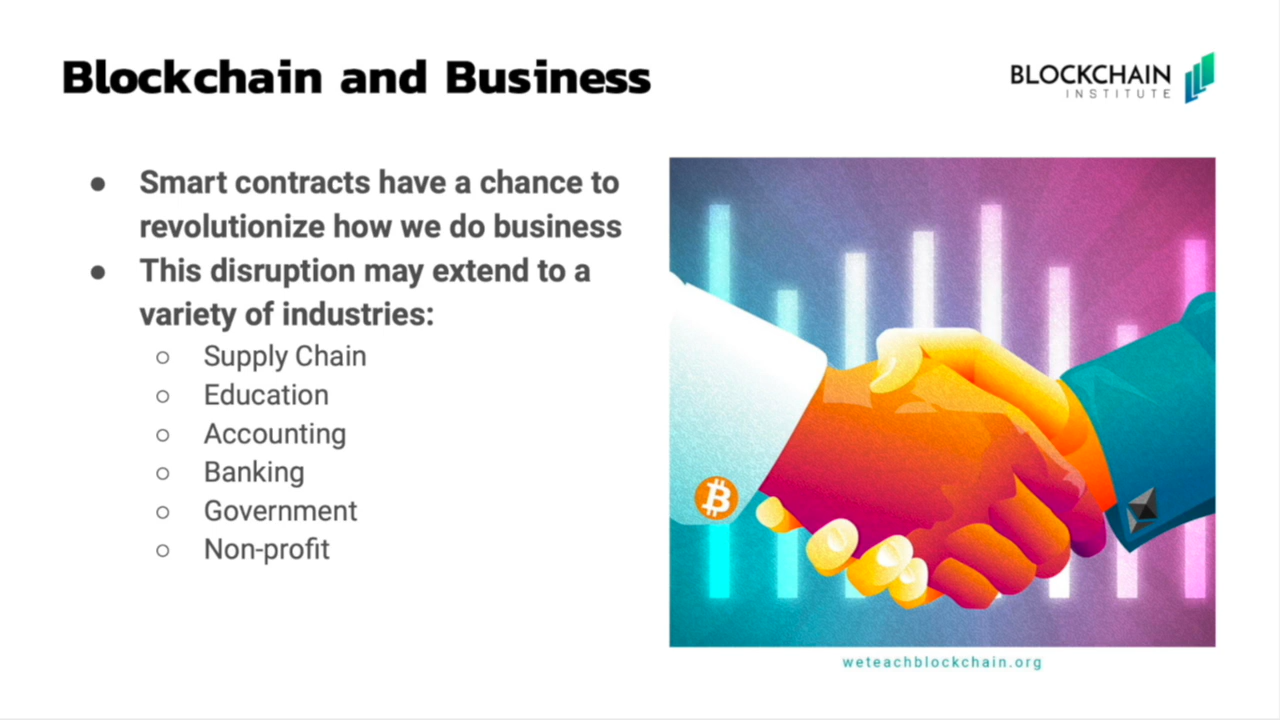 Blockchain and Business
BLOCKCHAIN
INSTITUTE
● Smart contracts have a chance to
revolutionize how we do business
● This disruption may extend to a
variety of industries:
○ Supply Chain
○ Education
○ Accounting
○ Banking
○ Government
○ Non-profit
weteachblockchain.org